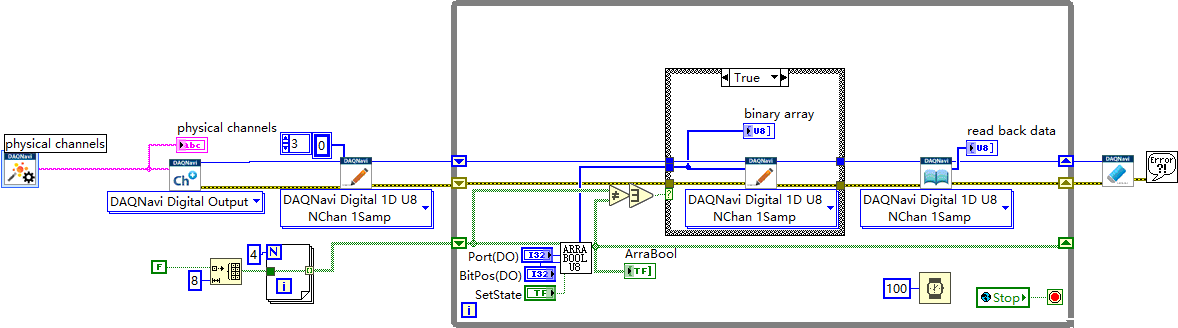 physical channels
DAQNavi
physical channels
abc
DAQNavi
Ch+
DAQNavi Digital Output
3
0
DAQNavi
DAQNavi Digital 1D U8
NChan 1Samp
F
8
4
N
i
True
binary array
U8
DAQNavi
DAQNavi Digital 1D U8
NChan 1Samp
read back data
U8
DAQNavi
DAQNavi Digital 1D U8
NChan 1Samp
DAQNavi
Error
?!
Port(DO)
I32
BitPos(DO)
I32
SetState
TF
ARRA
BOOL
U8
ArraBool
TF
?
100
Stop
i